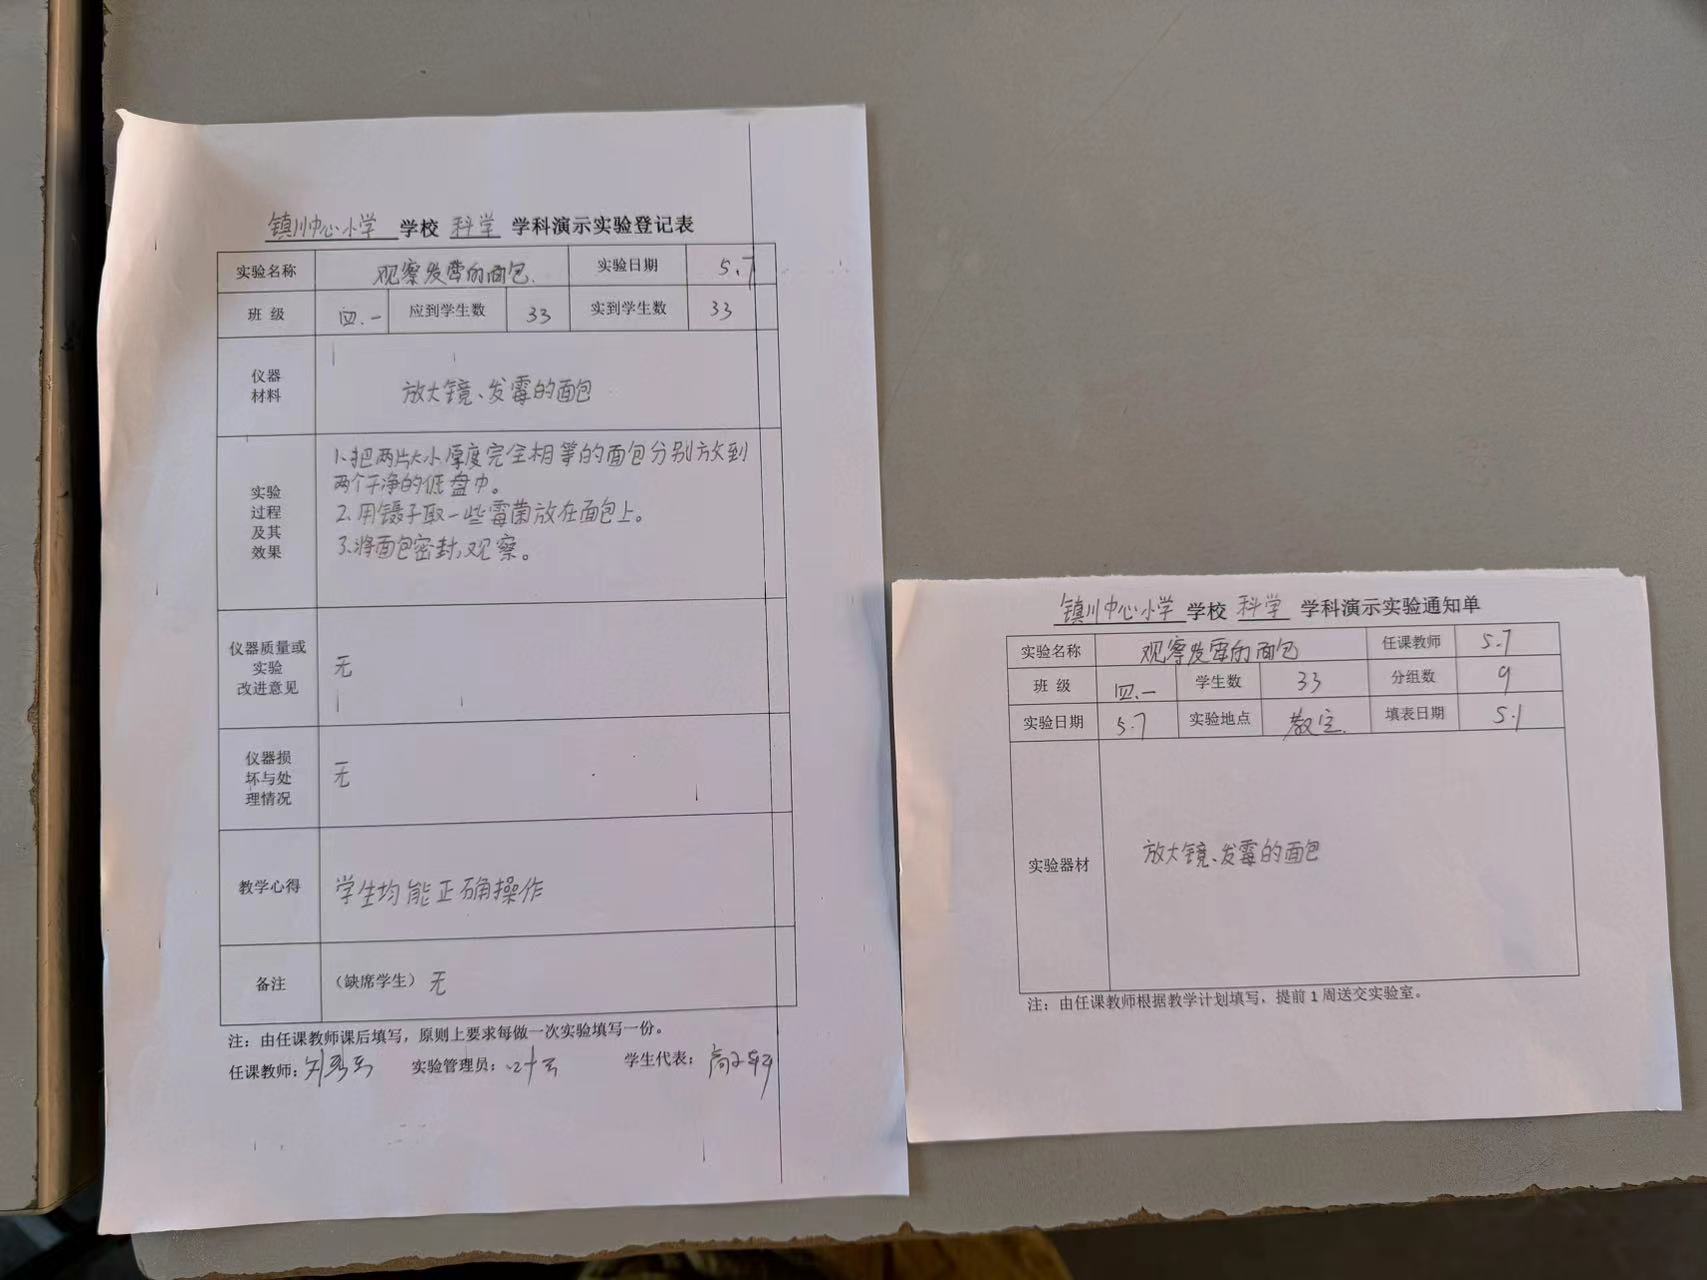 镇川中心小学 学校 科学 学科演示实验登记表
实验名称 观察发霉的面包. 实验日期 5.7
班 级 四.一 应到学生数 33 实到学生数 33
仪器
材料
放大镜、发霉的面包
实验
过程
及其
效果
1.把两片大小厚度完全相等的面包分别放到
两个干净的低盘中。
2.用镊子取一些霉菌放在面包上。
3.将面包密封,观察。
仪器质量或
实验
改进意见
无
仪器损
坏与处
理情况
无
教学心得 学生均能正确操作
备注 (缺席学生) 无
注: 由任课教师课后填写, 原则上要求每做一次实验填写一份。
任课教师: 实验管理员: 学生代表:
镇川中心小学 学校 科学 学科演示实验通知单
实验名称 观察发霉的面包 任课教师 5.7
班 级 四.一 学生数 33 分组数 9
实验日期 5.7 实验地点 教室. 填表日期 5.1
实验器材 放大镜、发霉的面包
注: 由任课教师根据教学计划填写, 提前1周送交实验室。